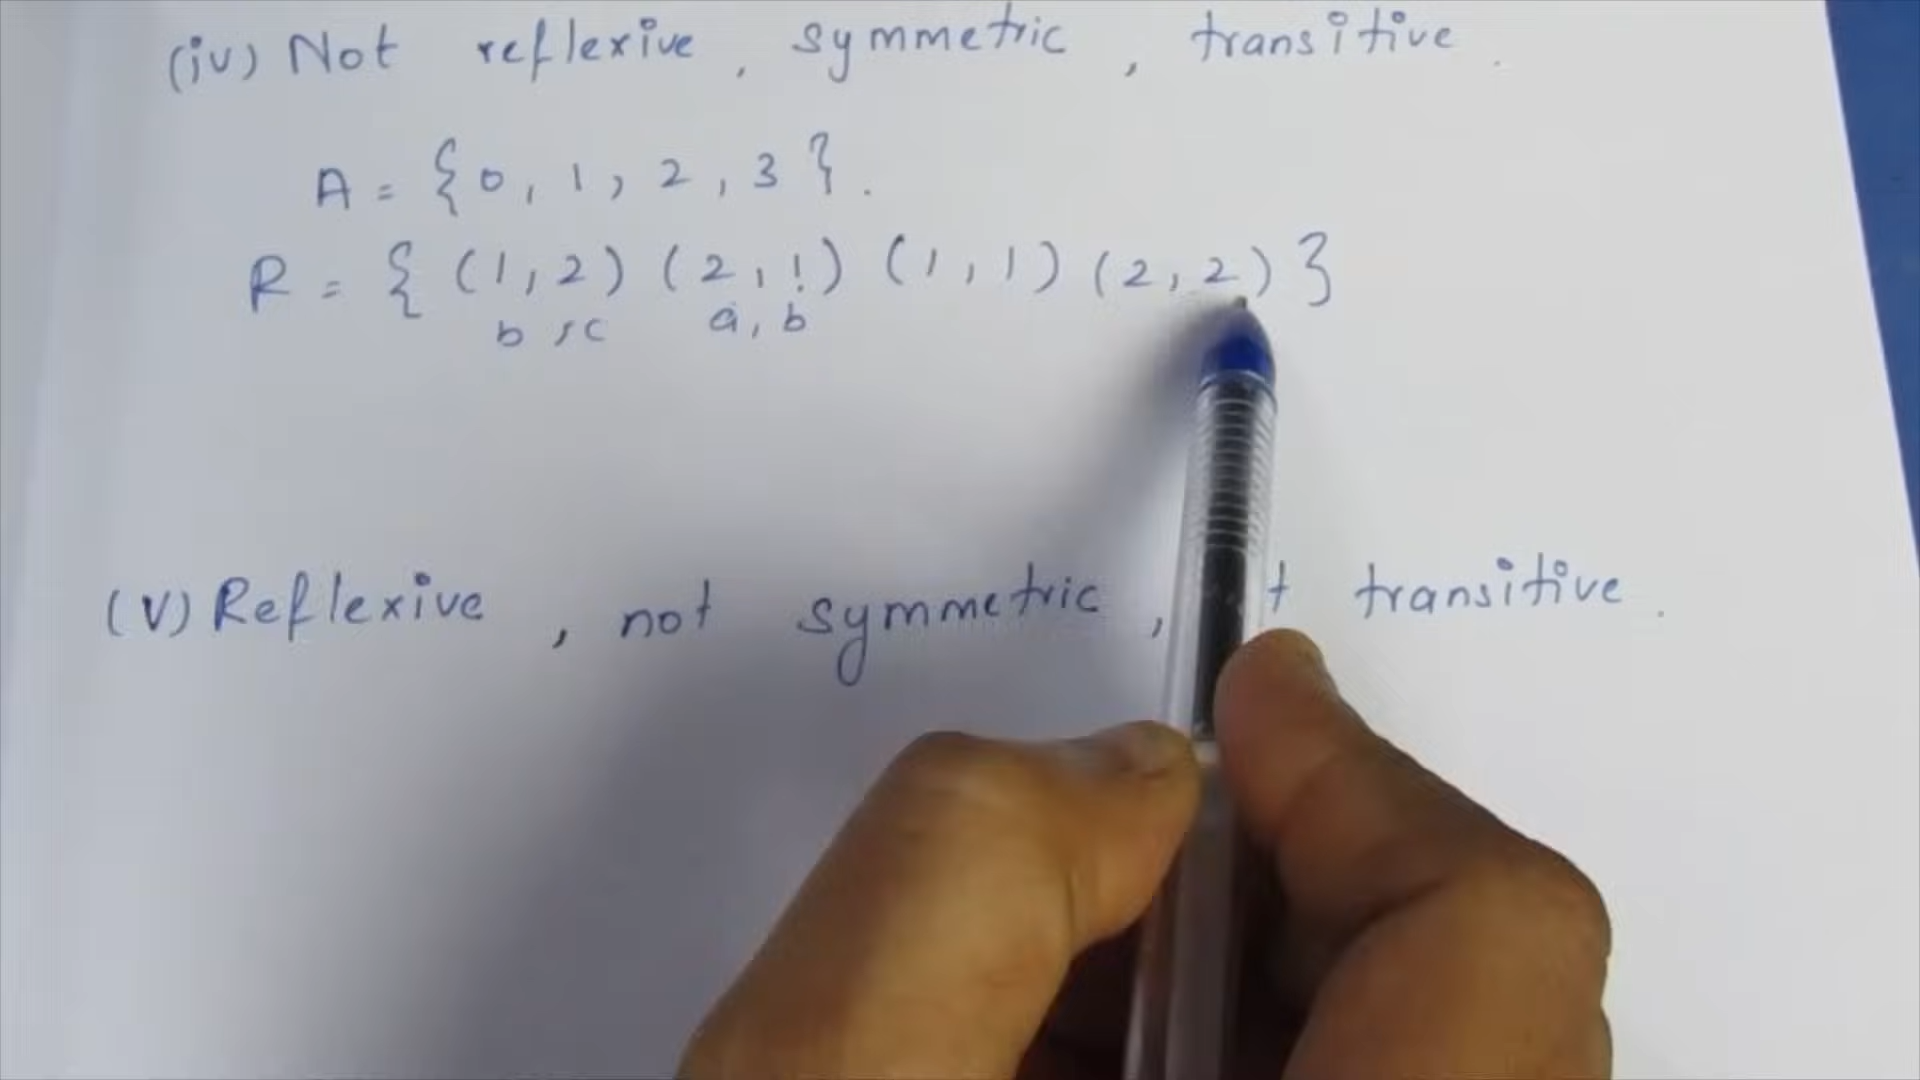 (iv) Not reflexive, symmetric, transitive.
A = {0, 1, 2, 3}.
R = { (1,2) (2,1) (1,1) (2,2) }
b, c a, b
(V) Reflexive, not symmetric, transitive.